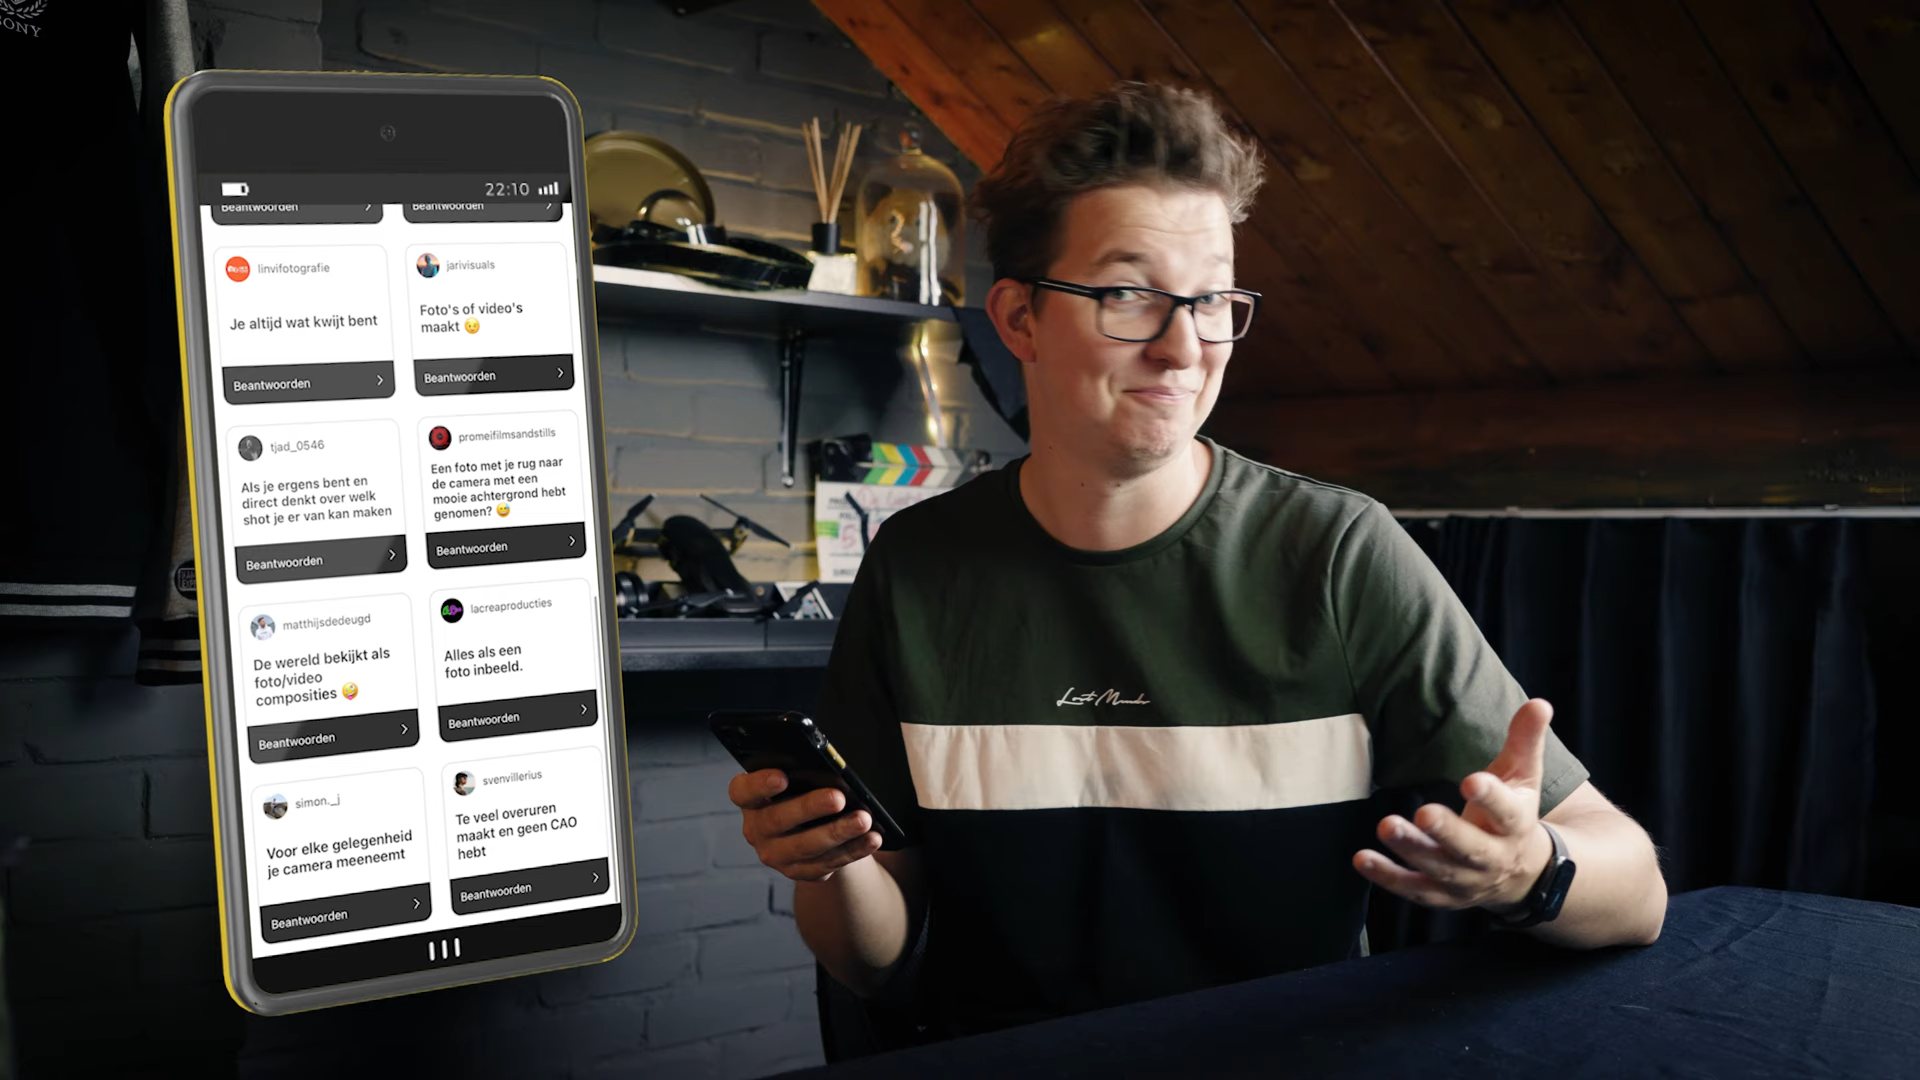 SONY
22:10
Beantwoorden
Beantwoorden
linvifotografie
Je altijd wat kwijt bent
Beantwoorden
jarivisuals
Foto's of video's
maakt 😉
Beantwoorden
tjad_0546
Als je ergens bent en
direct denkt over welk
shot je er van kan maken
Beantwoorden
promeifilmsandstills
Een foto met je rug naar
de camera met een
mooie achtergrond hebt
genomen? 😅
Beantwoorden
matthijsdedeugd
De wereld bekijkt als
foto/video
composities 🤪
Beantwoorden
lacreaproducties
Alles als een
foto inbeeld.
Beantwoorden
simon._j
Voor elke gelegenheid
je camera meeneemt
Beantwoorden
svenvillerius
Te veel overuren
maakt en geen CAO
hebt
Beantwoorden